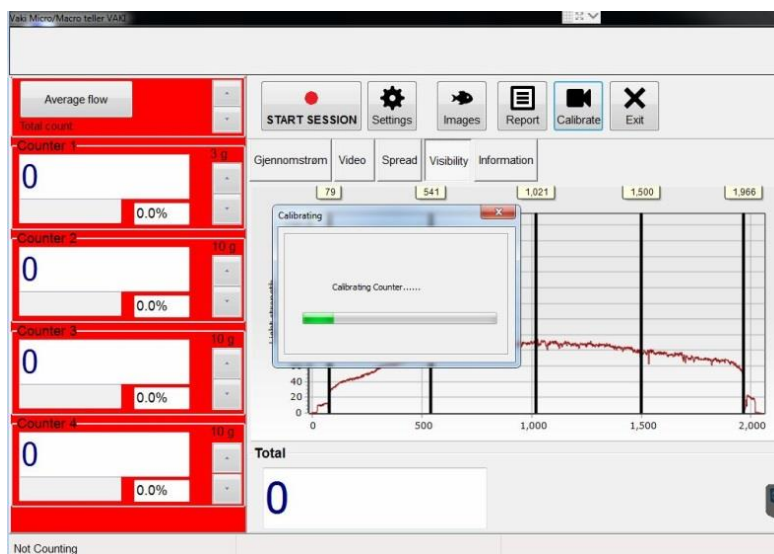 Vaki Micro/Macro teller VAKI
Average flow
Total count:
START SESSION
Settings
Images
Report
Calibrate
Exit
Counter 1
3 g
0
0.0%
Counter 2
10 g
0
0.0%
Counter 3
10 g
0
0.0%
Counter 4
10 g
0
0.0%
Gjennomstrøm Video Spread Visibility Information
79 541 1,021 1,500 1,966
Calibrating
Calibrating Counter......
40
20
0
0 500 1,000 1,500 2,000
Total
0
Not Counting